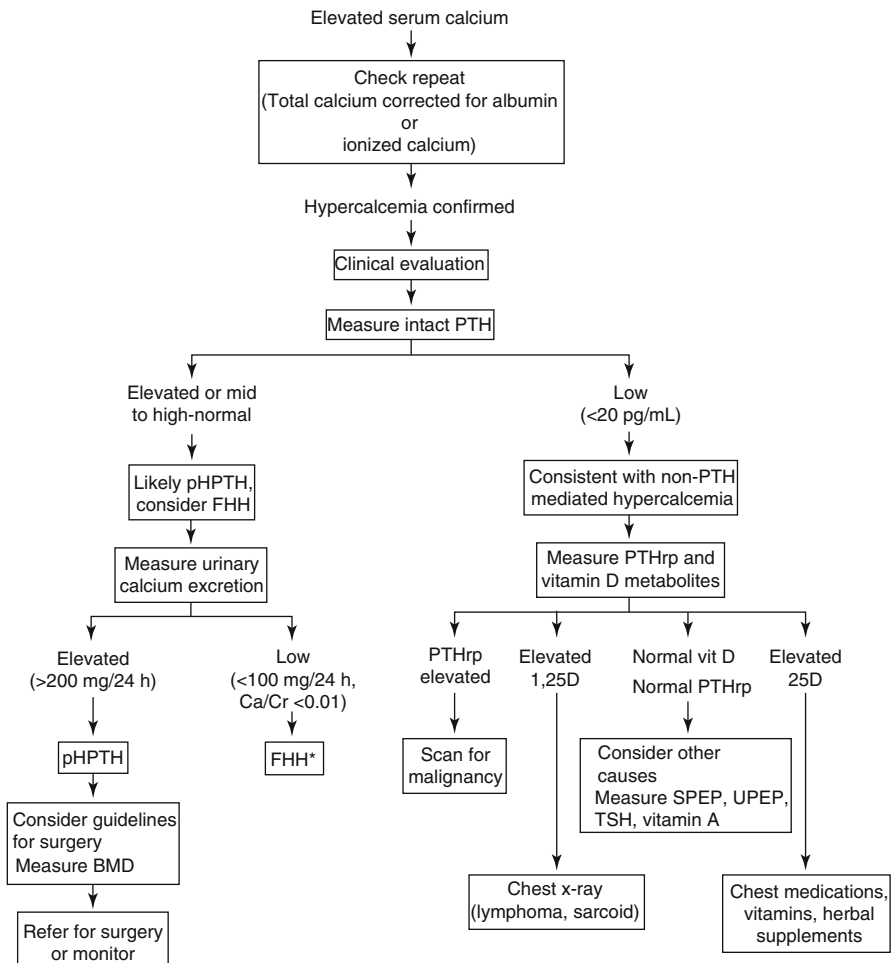 Elevated serum calcium
Check repeat
(Total calcium corrected for albumin
or
ionized calcium)
Hypercalcemia confirmed
Clinical evaluation
Measure intact PTH
Elevated or mid
to high-normal
Low
(<20 pg/mL)
Likely pHPTH,
consider FHH
Consistent with non-PTH
mediated hypercalcemia
Measure urinary
calcium excretion
Measure PTHrp and
vitamin D metabolites
Elevated
(>200 mg/24 h)
Low
(<100 mg/24 h,
Ca/Cr <0.01)
PTHrp
elevated
Elevated
1,25D
Normal vit D
Normal PTHrp
Elevated
25D
pHPTH
FHH*
Scan for
malignancy
Consider other
causes
Measure SPEP, UPEP,
TSH, vitamin A
Consider guidelines
for surgery
Measure BMD
Chest x-ray
(lymphoma, sarcoid)
Chest medications,
vitamins, herbal
supplements
Refer for surgery
or monitor